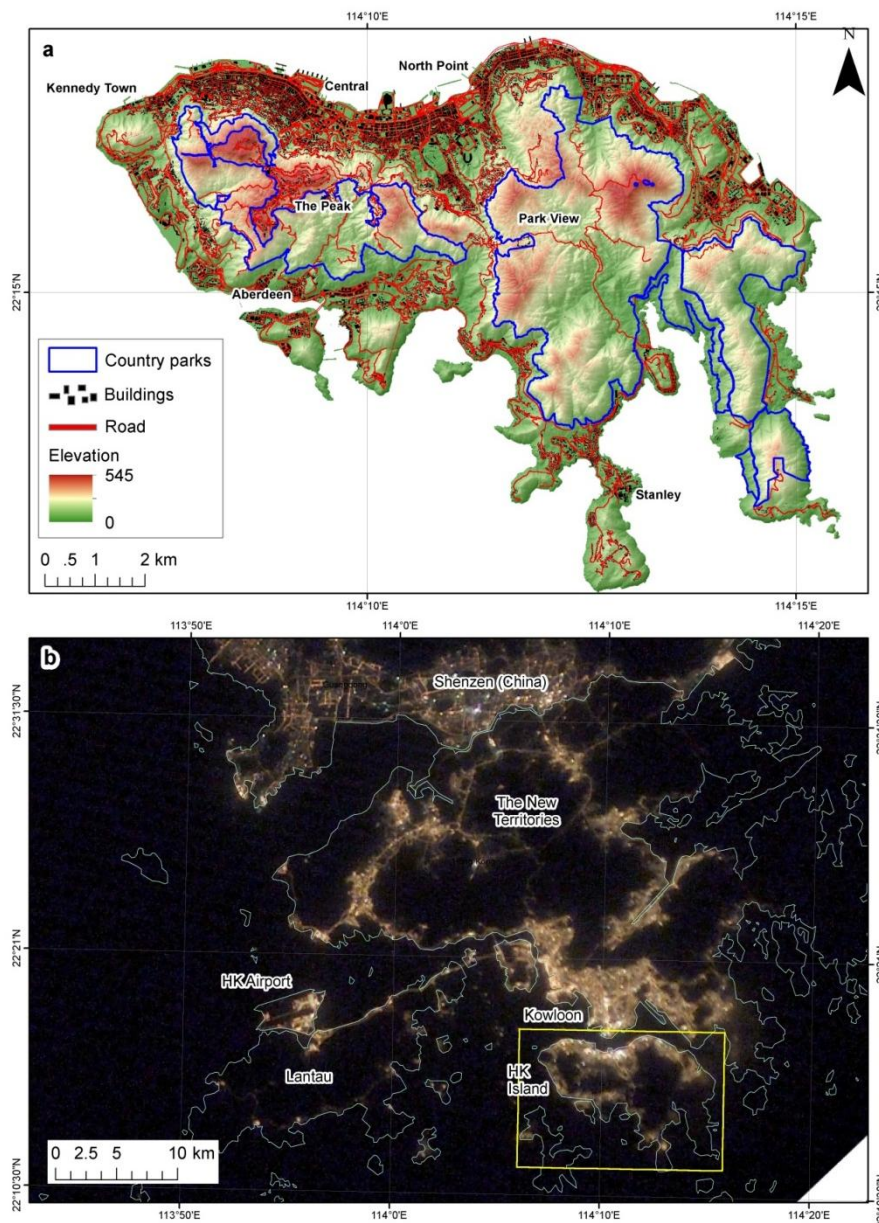 a
114°10'E
114°15'E
N
North Point
Kennedy Town
Central
The Peak
Park View
22°15'N
Aberdeen
Country parks
Buildings
Road
Elevation
545
0
0 .5 1 2 km
Stanley
114°10'E
114°15'E
113°50'E
114°0'E
114°10'E
114°20'E
b
Shenzen (China)
22°31'30"N
The New
Territories
22°21'N
HK Airport
Kowloon
HK
Island
Lantau
0 2.5 5 10 km
22°10'30"N
113°50'E
114°0'E
114°10'E
114°20'E